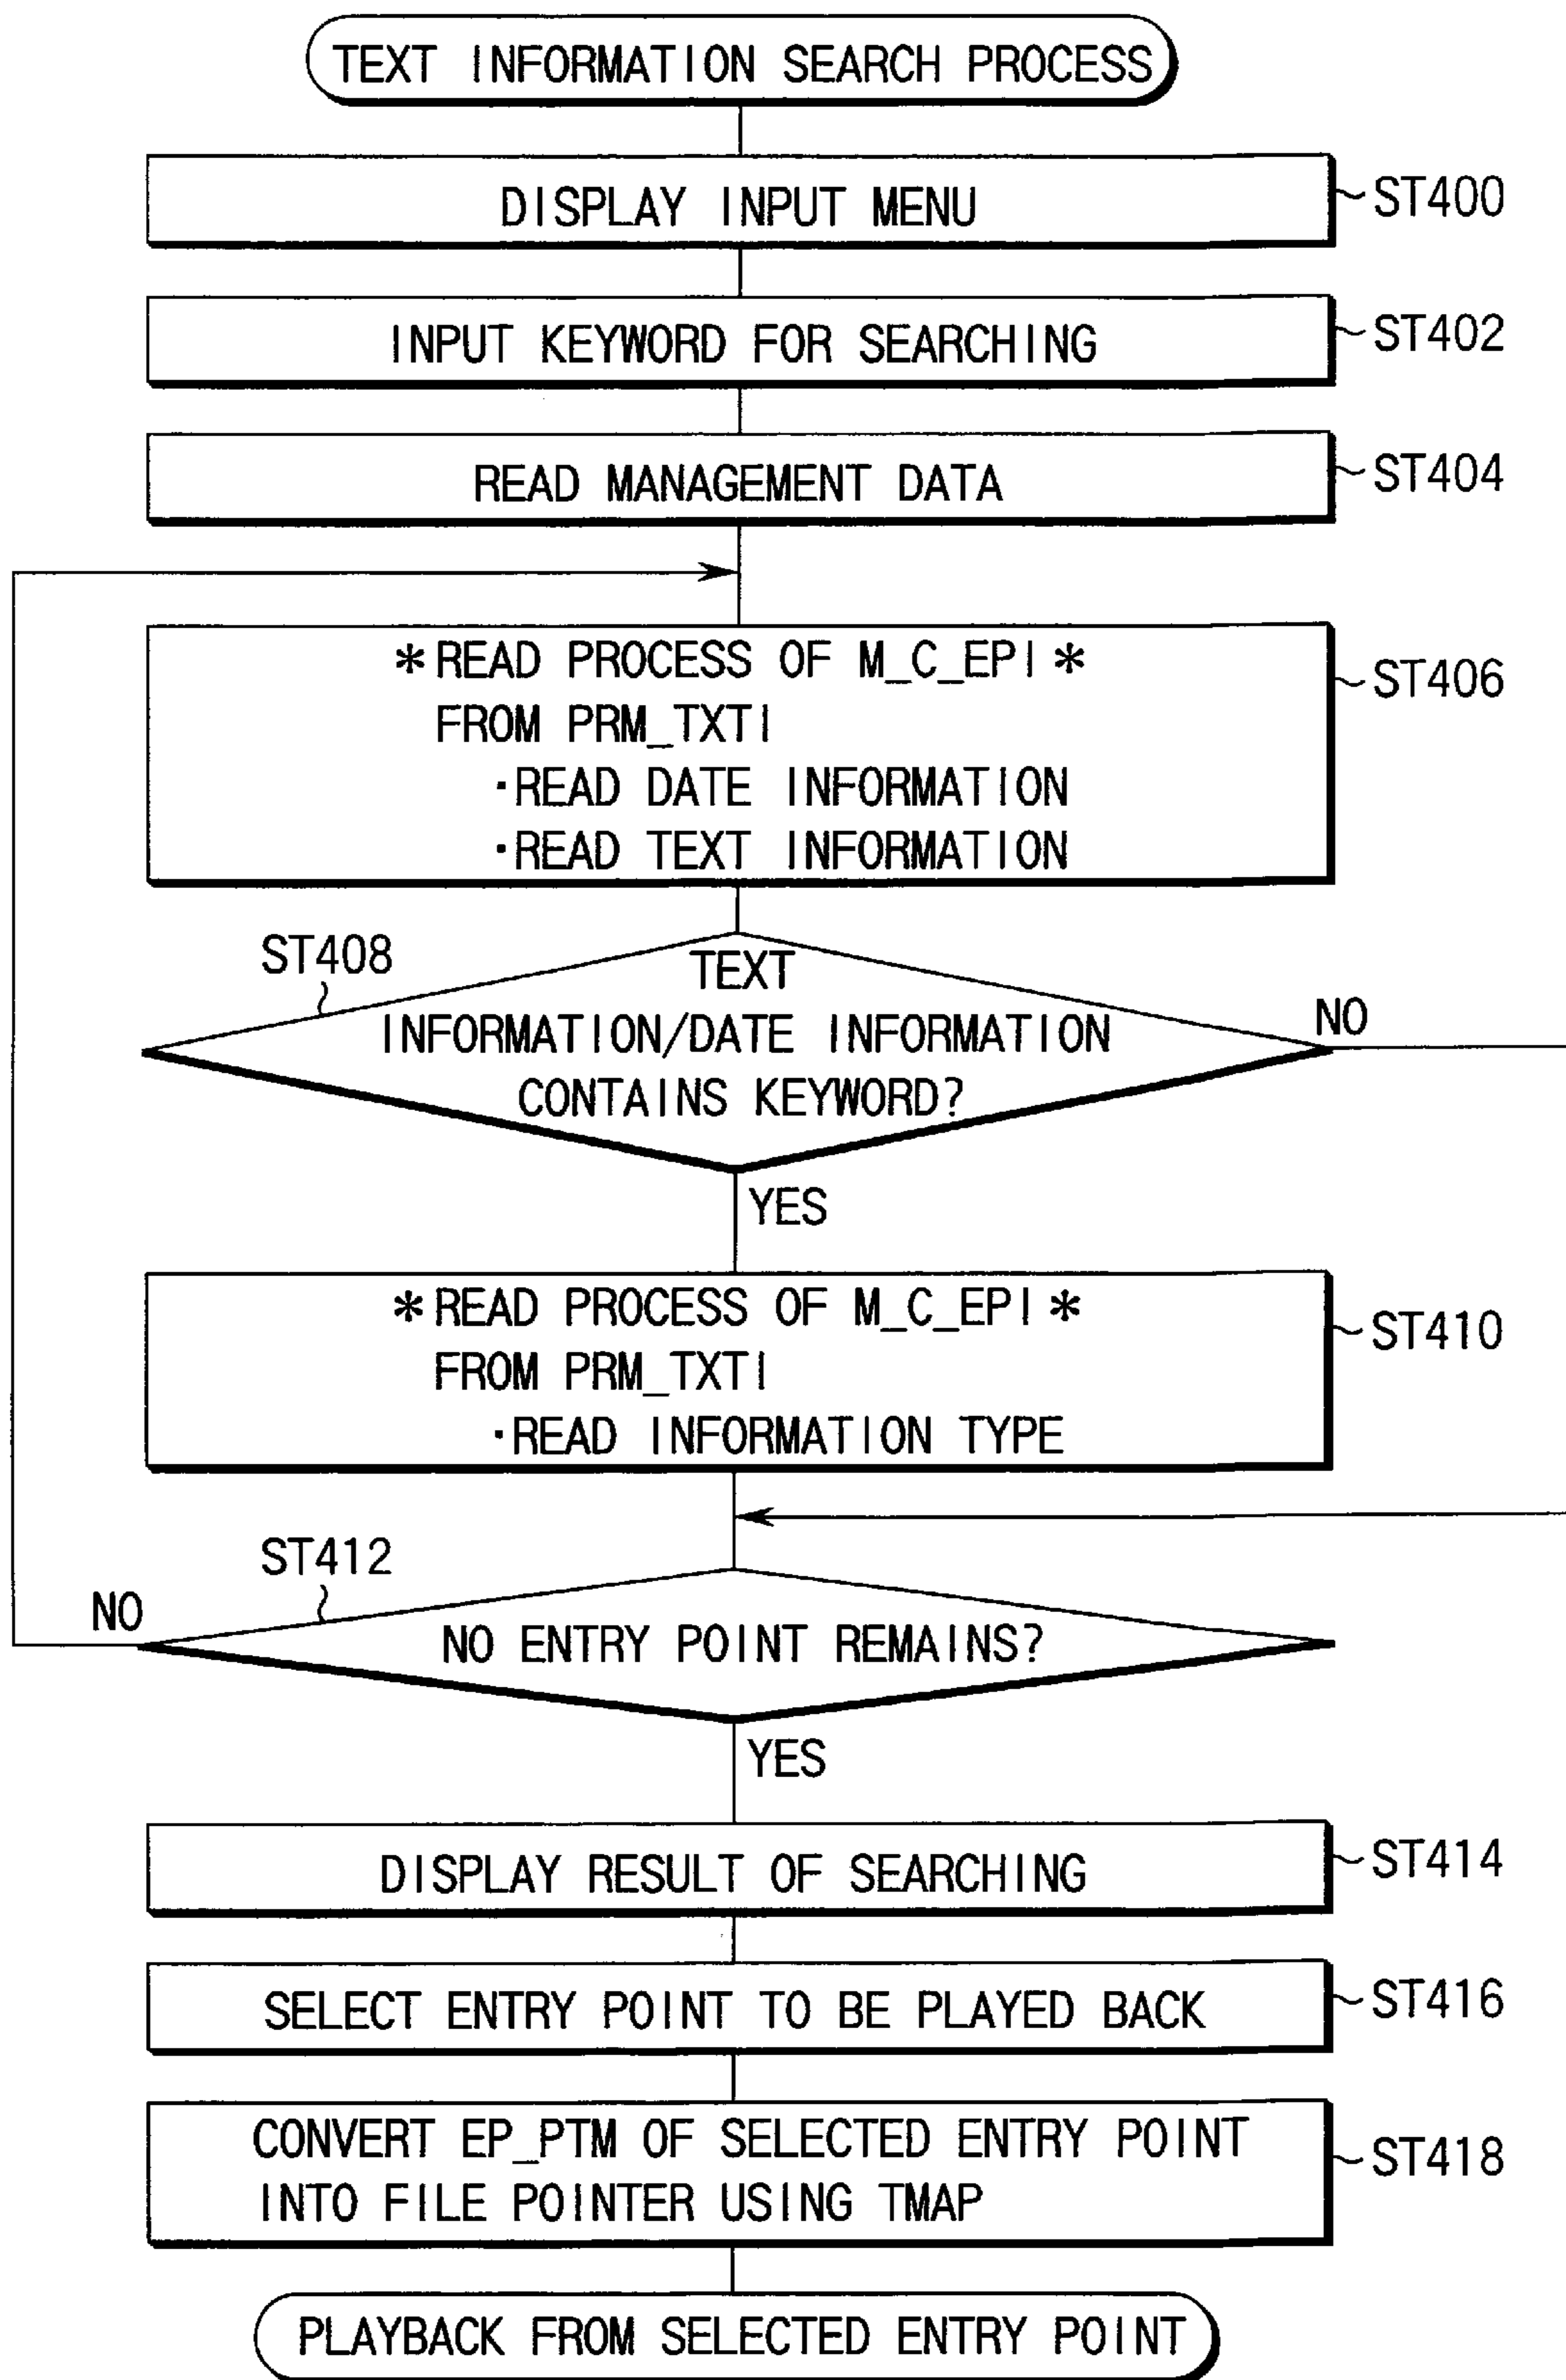 TEXT INFORMATION SEARCH PROCESS
DISPLAY INPUT MENU
ST400
INPUT KEYWORD FOR SEARCHING
ST402
READ MANAGEMENT DATA
ST404
*READ PROCESS OF M_C_EPI*
FROM PRM_TXTI
·READ DATE INFORMATION
·READ TEXT INFORMATION
ST406
ST408
TEXT
INFORMATION/DATE INFORMATION
CONTAINS KEYWORD?
NO
YES
*READ PROCESS OF M_C_EPI*
FROM PRM_TXTI
·READ INFORMATION TYPE
ST410
ST412
NO
NO ENTRY POINT REMAINS?
YES
DISPLAY RESULT OF SEARCHING
ST414
SELECT ENTRY POINT TO BE PLAYED BACK
ST416
CONVERT EP_PTM OF SELECTED ENTRY POINT
INTO FILE POINTER USING TMAP
ST418
PLAYBACK FROM SELECTED ENTRY POINT